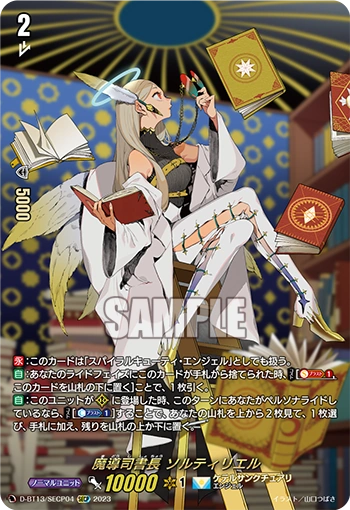 2
5000
SAMPLE
永:このカードは「スパイラルキューティ・エンジェル」としても扱う。
自:あなたのライドフェイズにこのカードが手札から捨てられた時、【コスト】[ブラスト1,
このカードを山札の下に置く]ことで、1枚引く。
自:このユニットがRに登場した時、このターンにあなたがペルソナライドし
ているなら、【コスト】[ブラスト1]することで、あなたの山札を上から2枚見て、1枚選
び、手札に加え、残りを山札の上か下に置く。
魔導司書長 ソルティリエル
ノーマルユニット
10000
1
ケテルサンクチュアリ
エンジェル
D-BT13/SECP04
2023
イラスト/山口つばさ